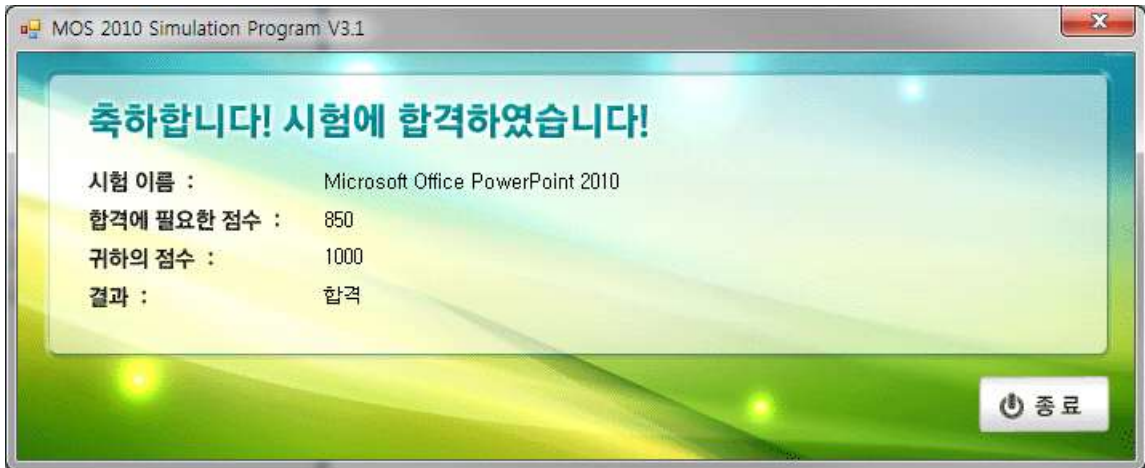 MOS 2010 Simulation Program V3.1
축하합니다! 시험에 합격하였습니다!
시험 이름 : Microsoft Office PowerPoint 2010
합격에 필요한 점수 : 850
귀하의 점수 : 1000
결과 : 합격
종료